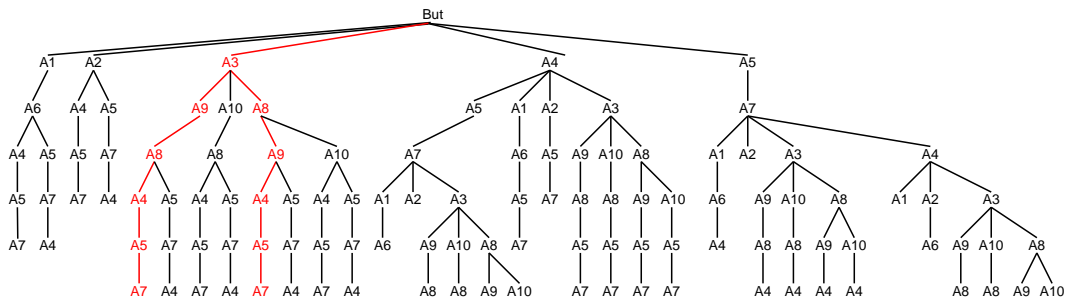 But
A1 A2 A3 A4 A5
A6 A4 A5 A9 A10 A8 A5 A1 A2 A3 A7
A4 A5 A5 A7 A8 A8 A9 A10 A7 A6 A5 A9 A10 A8 A1 A2 A3 A4
A5 A7 A7 A4 A4 A5 A4 A5 A4 A5 A4 A5 A1 A2 A3 A5 A7 A8 A8 A9 A10 A6 A9 A10 A8 A1 A2 A3
A7 A4 A5 A7 A5 A7 A5 A7 A5 A7 A6 A9 A10 A8 A7 A5 A5 A5 A5 A4 A8 A8 A9 A10 A6 A9 A10 A8
A7 A4 A7 A4 A7 A4 A7 A4 A8 A8 A9 A10 A7 A7 A7 A7 A4 A4 A4 A4 A8 A8 A9 A10